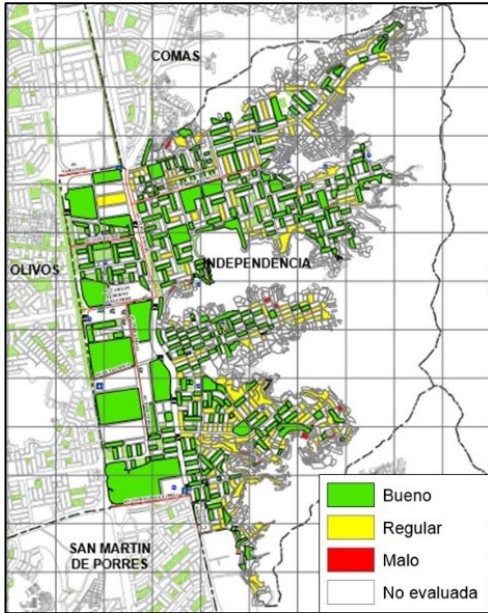 COMAS
OLIVOS
INDEPENDENCIA
SAN MARTIN
DE PORRES
Bueno
Regular
Malo
No evaluada